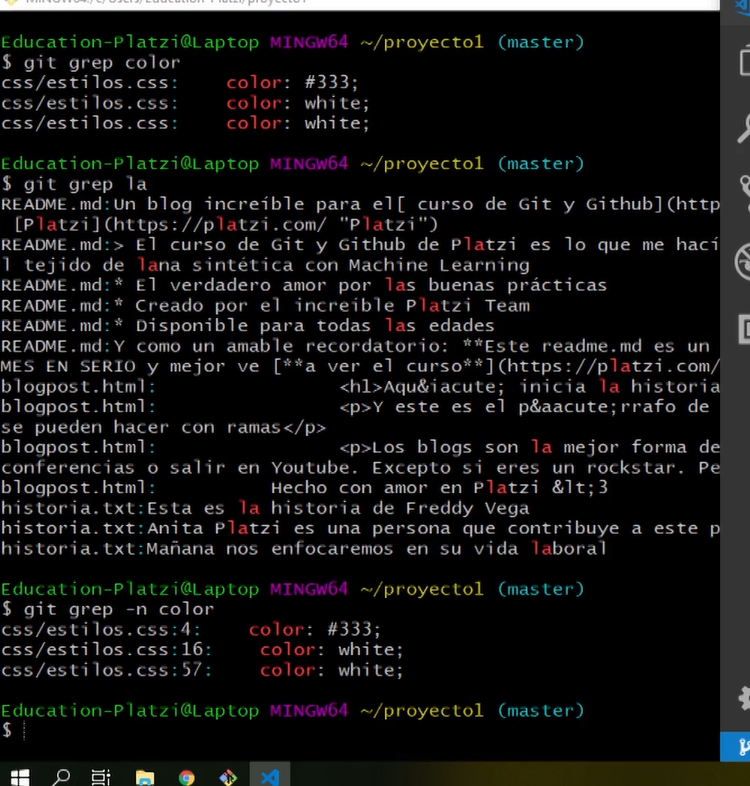 Education-Platzi@Laptop MINGW64 ~/proyecto1 (master)
$ git grep color
css/estilos.css:    color: #333;
css/estilos.css:    color: white;
css/estilos.css:    color: white;
Education-Platzi@Laptop MINGW64 ~/proyecto1 (master)
$ git grep la
README.md:Un blog increíble para el[ curso de Git y Github](http
[Platzi](https://platzi.com/ "Platzi")
README.md:> El curso de Git y Github de Platzi es lo que me hací
l tejido de lana sintética con Machine Learning
README.md:* El verdadero amor por las buenas prácticas
README.md:* Creado por el increible Platzi Team
README.md:* Disponible para todas las edades
README.md:Y como un amable recordatorio: **Este readme.md es un
MES EN SERIO y mejor ve [**a ver el curso**](https://platzi.com/
blogpost.html:                <h1>Aqu&iacute; inicia la historia
blogpost.html:                <p>Y este es el p&aacute;rrafo de
se pueden hacer con ramas</p>
blogpost.html:                <p>Los blogs son la mejor forma de
conferencias o salir en Youtube. Excepto si eres un rockstar. Pe
blogpost.html:          Hecho con amor en Platzi &lt;3
historia.txt:Esta es la historia de Freddy Vega
historia.txt:Anita Platzi es una persona que contribuye a este p
historia.txt:Mañana nos enfocaremos en su vida laboral
Education-Platzi@Laptop MINGW64 ~/proyecto1 (master)
$ git grep -n color
css/estilos.css:4:    color: #333;
css/estilos.css:16:    color: white;
css/estilos.css:57:    color: white;
Education-Platzi@Laptop MINGW64 ~/proyecto1 (master)
$